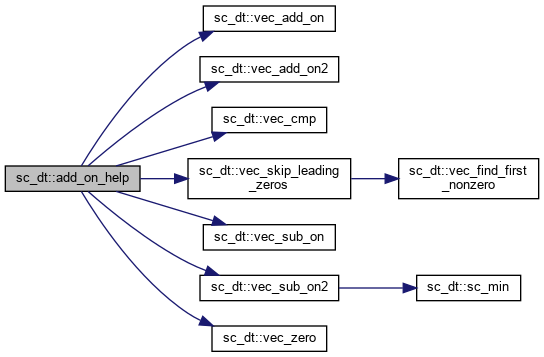 sc_dt::vec_add_on
sc_dt::vec_add_on2
sc_dt::vec_cmp
sc_dt::add_on_help
sc_dt::vec_skip_leading
_zeros
sc_dt::vec_find_first
_nonzero
sc_dt::vec_sub_on
sc_dt::vec_sub_on2
sc_dt::sc_min
sc_dt::vec_zero